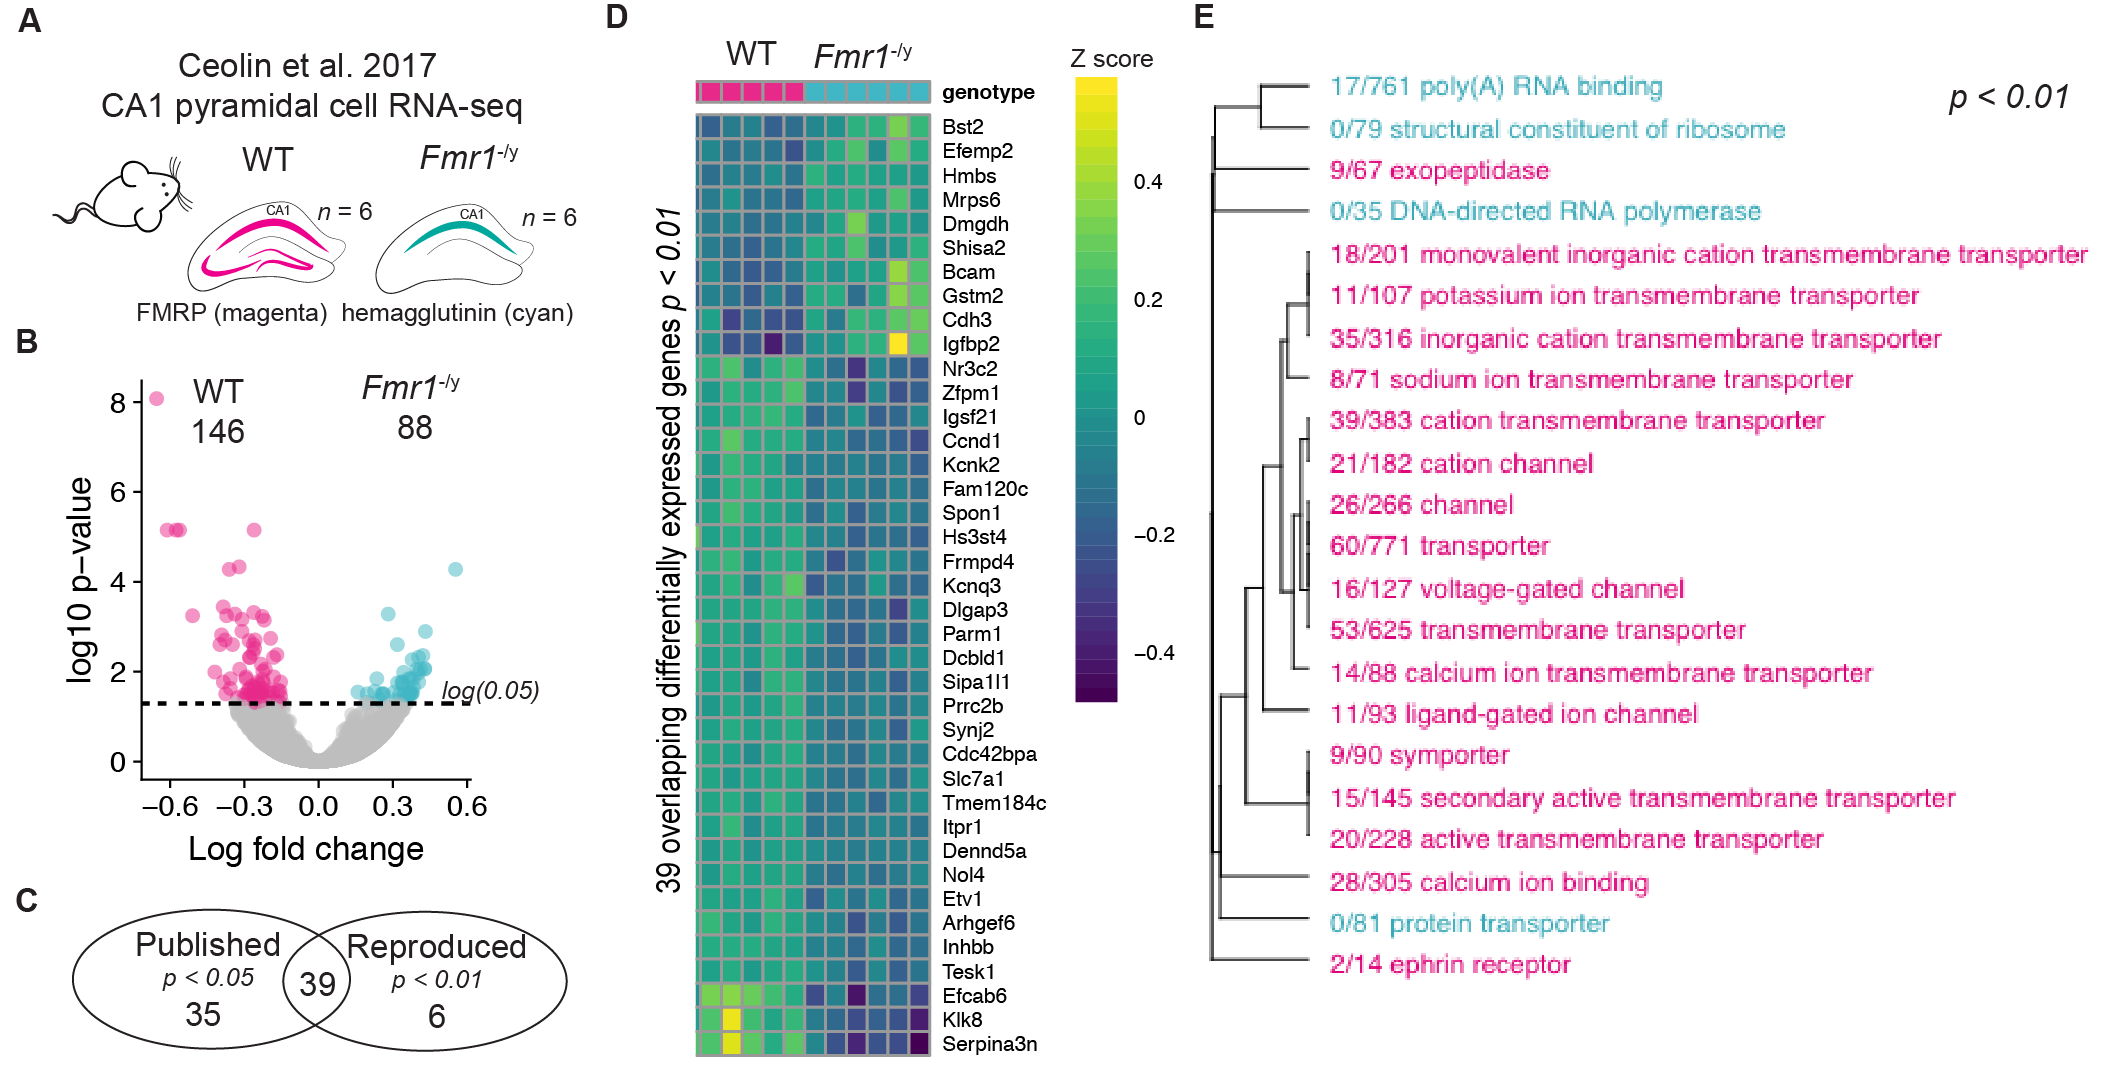 A
Ceolin et al. 2017
CA1 pyramidal cell RNA-seq
WT
Fmr1-/y
CA1
n = 6
CA1
n = 6
FMRP (magenta)
hemagglutinin (cyan)
B
WT
146
Fmr1-/y
88
log10 p−value
8
6
4
2
0
log(0.05)
−0.6
−0.3
0.0
0.3
0.6
Log fold change
C
Published
p < 0.05
35
39
Reproduced
p < 0.01
6
D
WT
Fmr1-/y
genotype
39 overlapping differentially expressed genes p < 0.01
Bst2
Efemp2
Hmbs
Mrps6
Dmgdh
Shisa2
Bcam
Gstm2
Cdh3
Igfbp2
Nr3c2
Zfpm1
Igsf21
Ccnd1
Kcnk2
Fam120c
Spon1
Hs3st4
Frmpd4
Kcnq3
Dlgap3
Parm1
Dcbld1
Sipa1l1
Prrc2b
Synj2
Cdc42bpa
Slc7a1
Tmem184c
Itpr1
Dennd5a
Nol4
Etv1
Arhgef6
Inhbb
Tesk1
Efcab6
Klk8
Serpina3n
Z score
0.4
0.2
0
−0.2
−0.4
E
p < 0.01
17/761 poly(A) RNA binding
0/79 structural constituent of ribosome
9/67 exopeptidase
0/35 DNA-directed RNA polymerase
18/201 monovalent inorganic cation transmembrane transporter
11/107 potassium ion transmembrane transporter
35/316 inorganic cation transmembrane transporter
8/71 sodium ion transmembrane transporter
39/383 cation transmembrane transporter
21/182 cation channel
26/266 channel
60/771 transporter
16/127 voltage-gated channel
53/625 transmembrane transporter
14/88 calcium ion transmembrane transporter
11/93 ligand-gated ion channel
9/90 symporter
15/145 secondary active transmembrane transporter
20/228 active transmembrane transporter
28/305 calcium ion binding
0/81 protein transporter
2/14 ephrin receptor